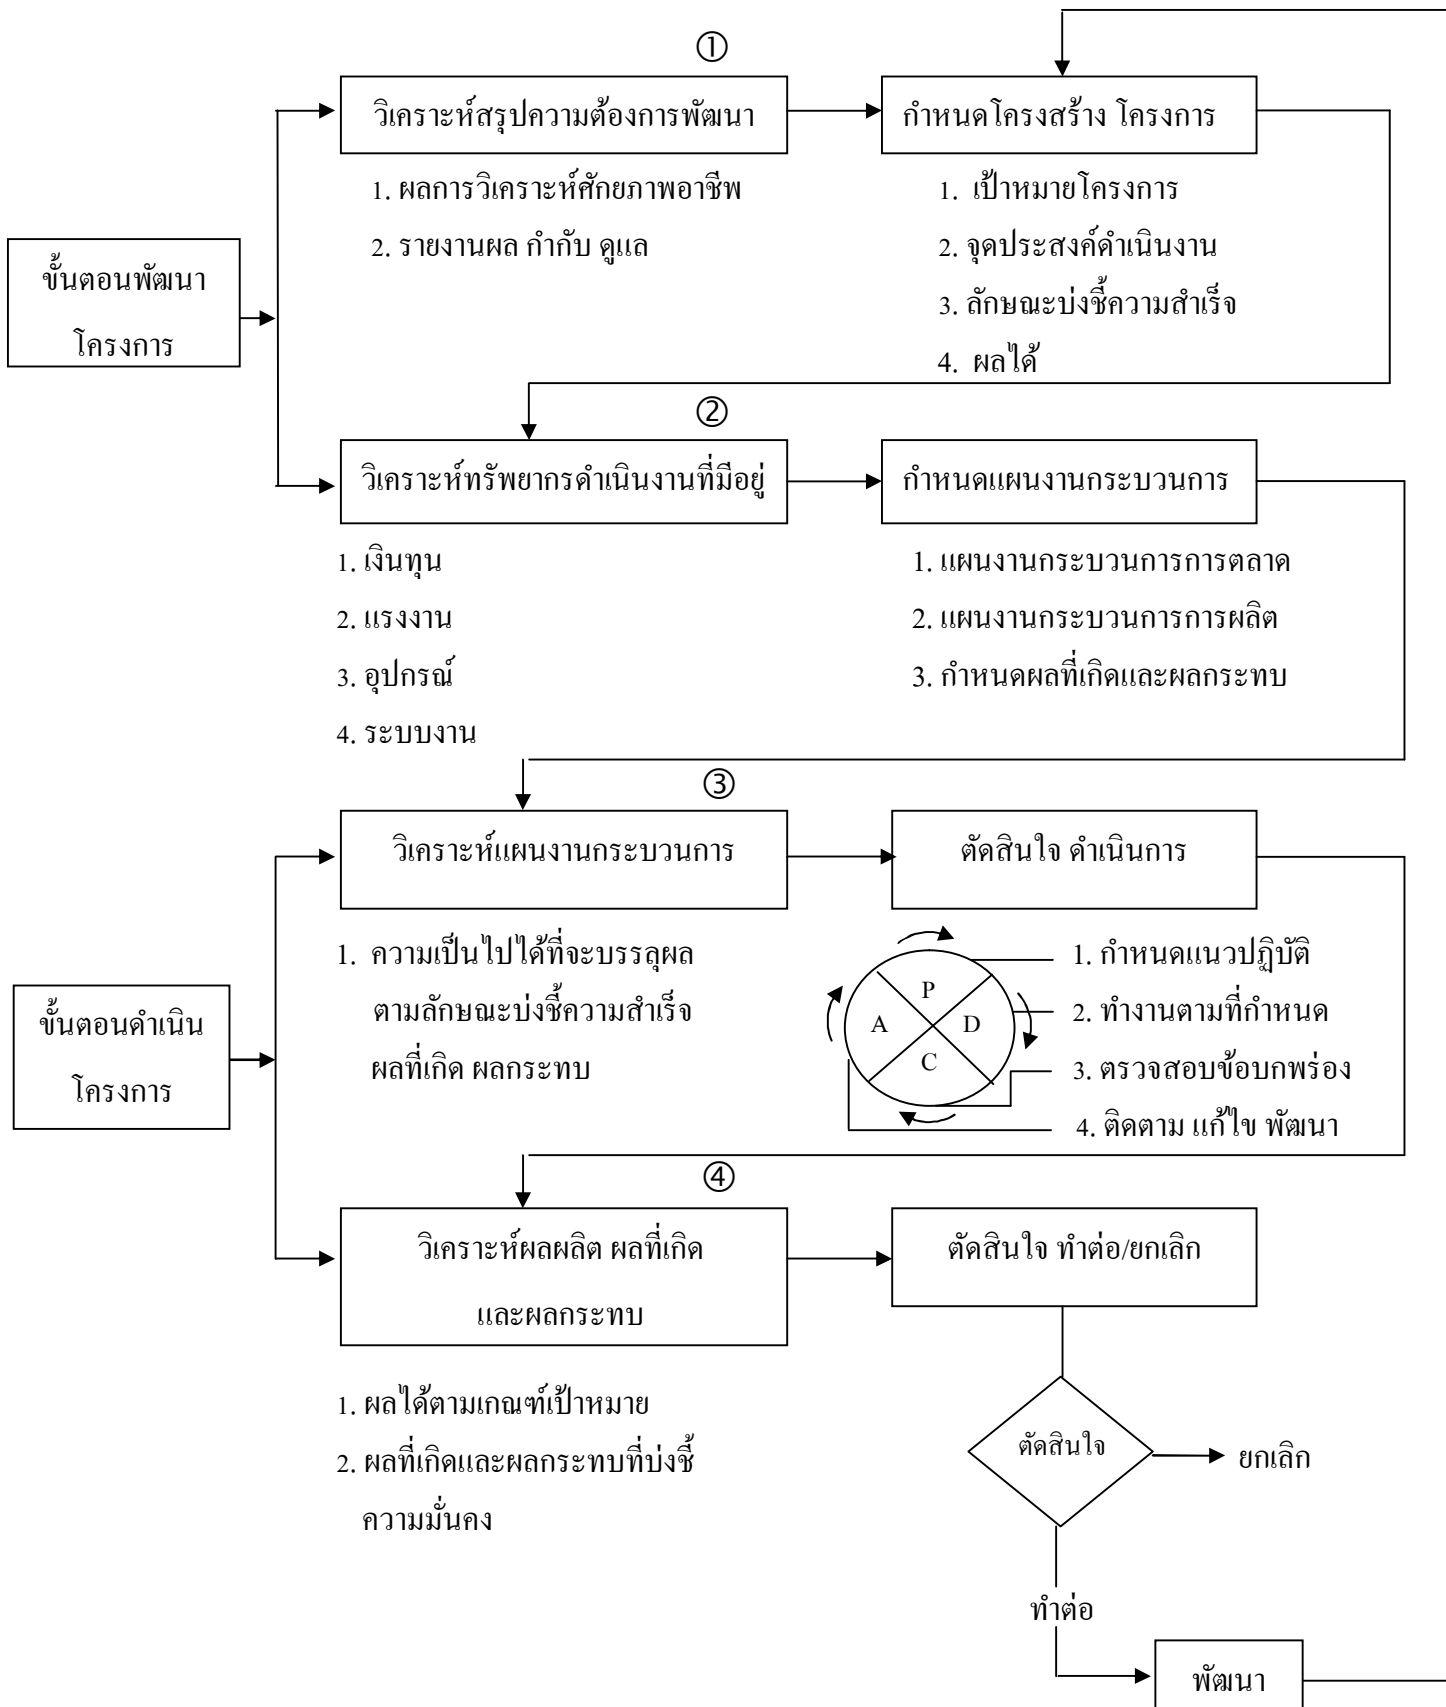 ①
วิเคราะห์สรุปความต้องการพัฒนา
กำหนดโครงสร้าง โครงการ
1. ผลการวิเคราะห์ศักยภาพอาชีพ
2. รายงานผล กำกับ ดูแล
1. เป้าหมายโครงการ
2. จุดประสงค์ดำเนินงาน
3. ลักษณะบ่งชี้ความสำเร็จ
4. ผลได้
ขั้นตอนพัฒนา
โครงการ
②
วิเคราะห์ทรัพยากรดำเนินงานที่มีอยู่
กำหนดแผนงานกระบวนการ
1. เงินทุน
2. แรงงาน
3. อุปกรณ์
4. ระบบงาน
1. แผนงานกระบวนการการตลาด
2. แผนงานกระบวนการการผลิต
3. กำหนดผลที่เกิดและผลกระทบ
③
วิเคราะห์แผนงานกระบวนการ
ตัดสินใจ ดำเนินการ
1. ความเป็นไปได้ที่จะบรรลุผล
ตามลักษณะบ่งชี้ความสำเร็จ
ผลที่เกิด ผลกระทบ
P
A
D
C
1. กำหนดแนวปฏิบัติ
2. ทำงานตามที่กำหนด
3. ตรวจสอบข้อบกพร่อง
4. ติดตาม แก้ไข พัฒนา
ขั้นตอนดำเนิน
โครงการ
④
วิเคราะห์ผลผลิต ผลที่เกิด
และผลกระทบ
ตัดสินใจ ทำต่อ/ยกเลิก
1. ผลได้ตามเกณฑ์เป้าหมาย
2. ผลที่เกิดและผลกระทบที่บ่งชี้
ความมั่นคง
ตัดสินใจ
ยกเลิก
ทำต่อ
พัฒนา